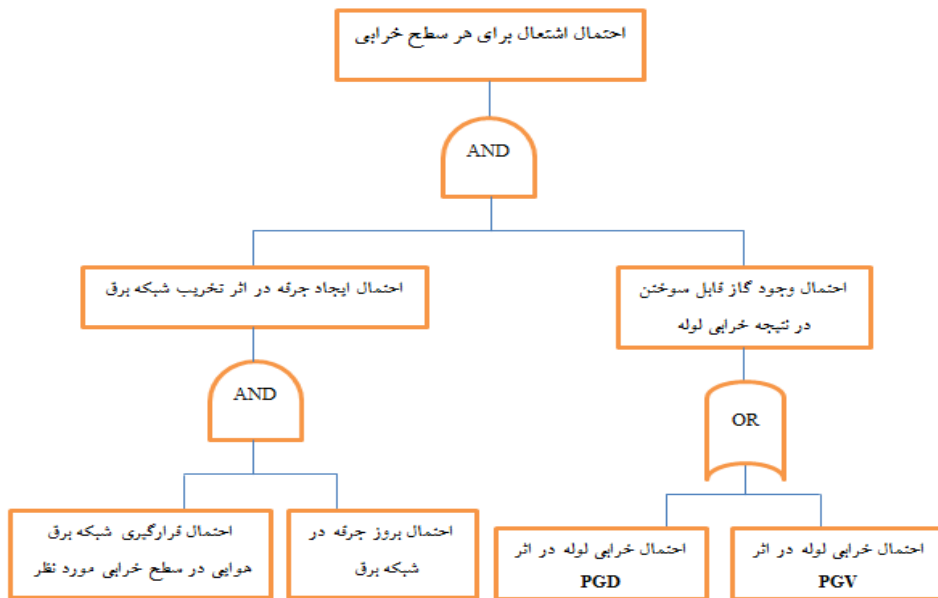 احتمال اشتعال برای هر سطح خرابی
AND
احتمال ایجاد جرقه در اثر تخریب شبکه برق
احتمال وجود گاز قابل سوختن
در نتیجه خرابی لوله
AND
OR
احتمال قرارگیری شبکه برق
هوایی در سطح خرابی مورد نظر
احتمال بروز جرقه در
شبکه برق
احتمال خرابی لوله در اثر
PGD
احتمال خرابی لوله در اثر
PGV